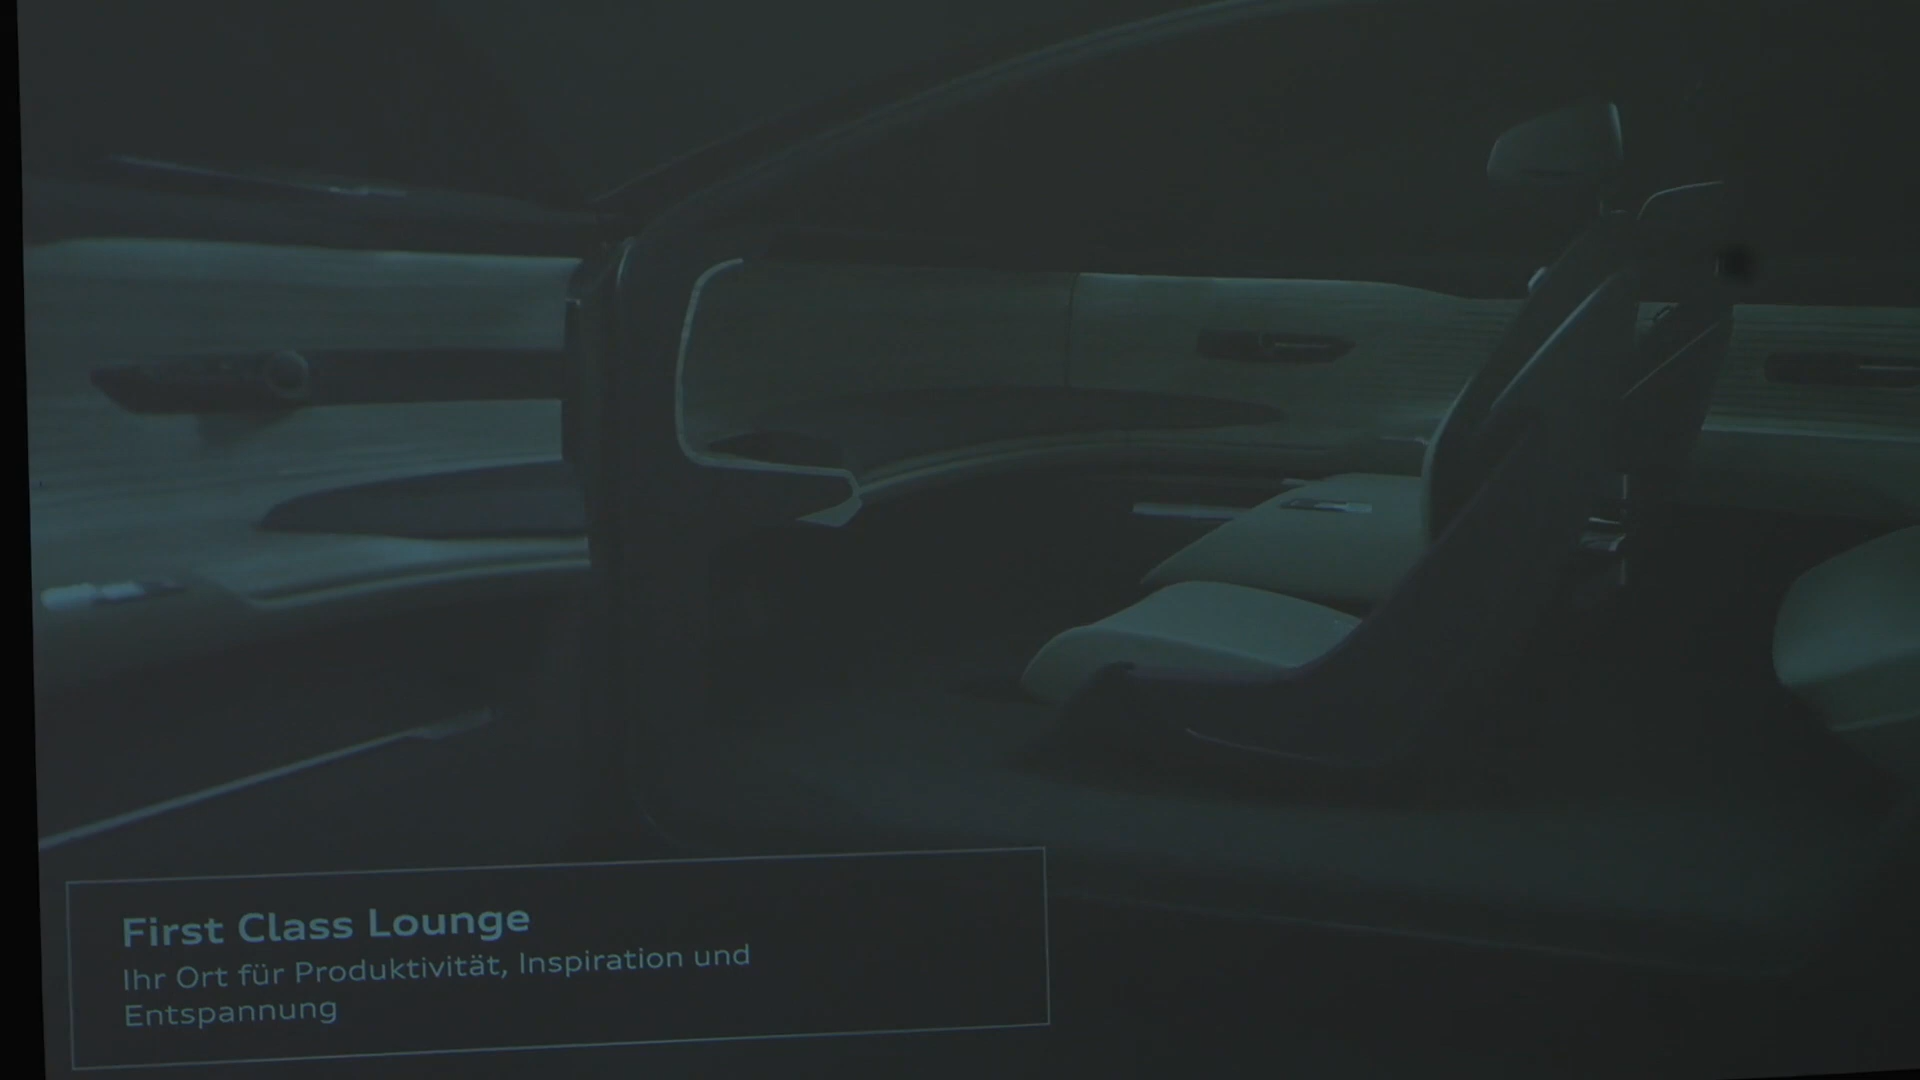 First Class Lounge
Ihr Ort für Produktivität, Inspiration und
Entspannung